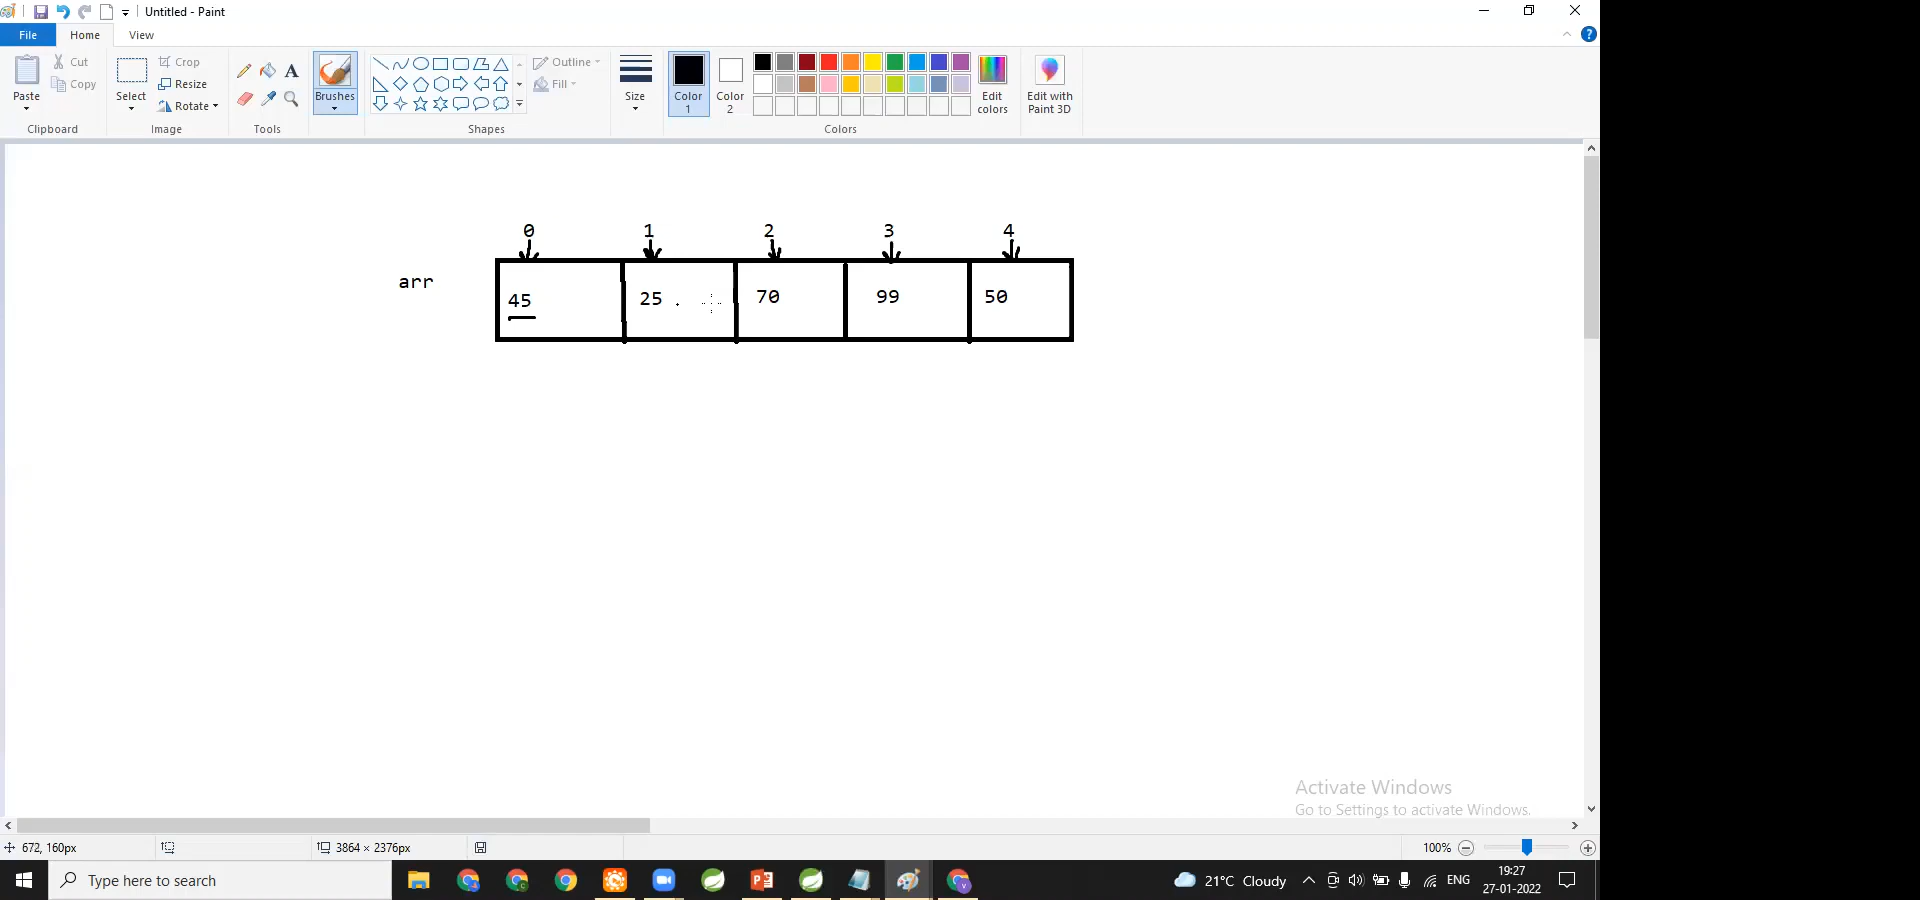 Untitled - Paint
File Home View
Paste
Cut
Copy
Clipboard
Select
Crop
Resize
Rotate
Image
Tools
Brushes
Shapes
Outline
Fill
Size
Color 1
Color 2
Colors
Edit colors
Edit with Paint 3D
0 1 2 3 4
arr
45 25 . 70 99 50
Activate Windows
Go to Settings to activate Windows.
672, 160px
3864 × 2376px
100%
Type here to search
21°C Cloudy
ENG
19:27
27-01-2022